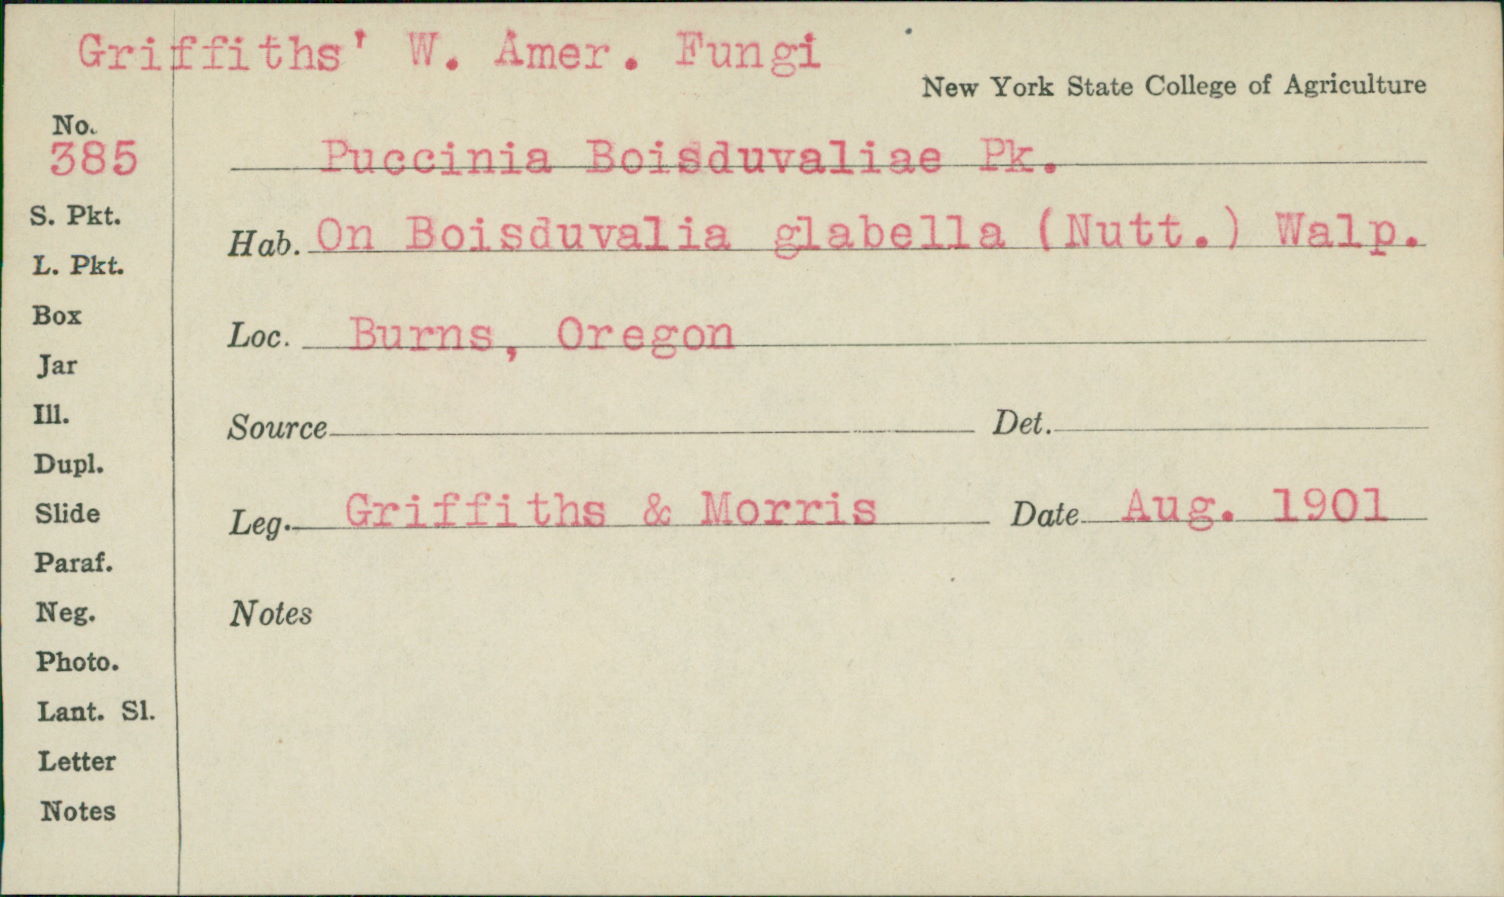 Griffiths' W. Amer. Fungi
New York State College of Agriculture
No.
385
Puccinia Boisduvaliae Pk.
S. Pkt.
Hab. On Boisduvalia glabella (Nutt.) Walp.
L. Pkt.
Box
Loc. Burns, Oregon
Jar
Ill.
Source Det.
Dupl.
Slide
Leg. Griffiths & Morris Date Aug. 1901
Paraf.
Neg.
Notes
Photo.
Lant. Sl.
Letter
Notes